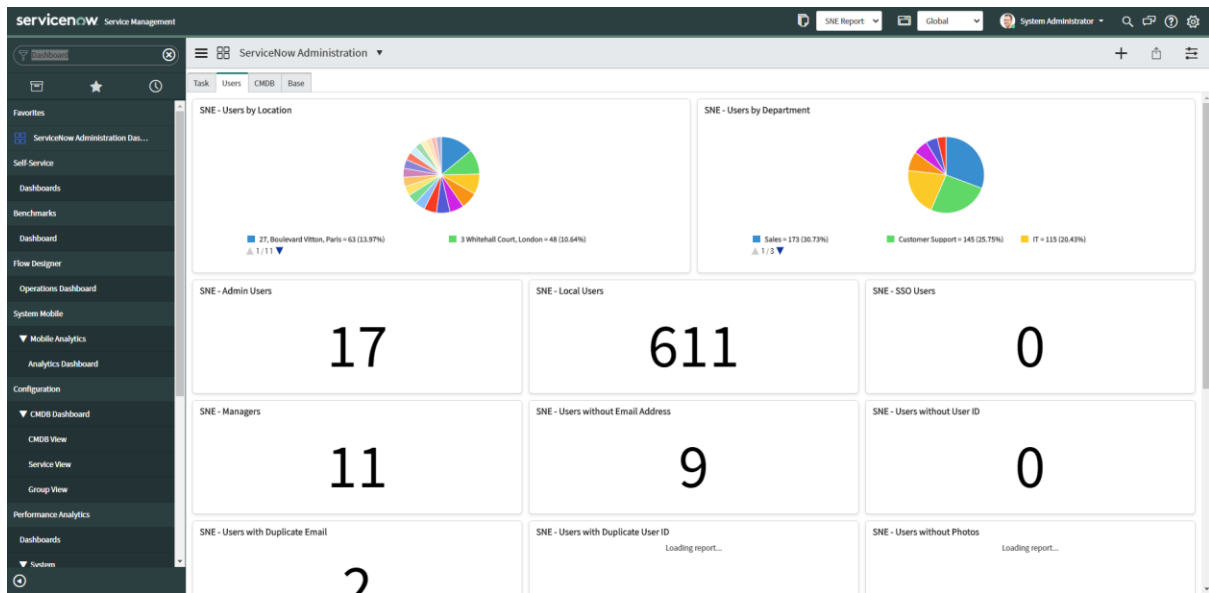 servicenow Service Management
SNE Report
Global
System Administrator
Dashboard
ServiceNow Administration
Task Users CMDB Base
Favorites
ServiceNow Administration Das...
Self-Service
Dashboards
Benchmarks
Dashboard
Flow Designer
Operations Dashboard
System Mobile
Mobile Analytics
Analytics Dashboard
Configuration
CMDB Dashboard
CMDB View
Service View
Group View
Performance Analytics
Dashboards
System
SNE - Users by Location
27, Boulevard Vitton, Paris = 63 (13.97%)
3 Whitehall Court, London = 48 (10.64%)
1/11
SNE - Users by Department
Sales = 173 (30.73%)
Customer Support = 145 (25.75%)
IT = 115 (20.43%)
1/3
SNE - Admin Users
17
SNE - Local Users
611
SNE - SSO Users
0
SNE - Managers
11
SNE - Users without Email Address
9
SNE - Users without User ID
0
SNE - Users with Duplicate Email
2
SNE - Users with Duplicate User ID
Loading report...
SNE - Users without Photos
Loading report...